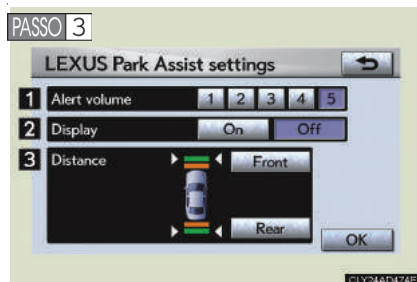 PASSO 3
LEXUS Park Assist settings
1 Alert volume 1 2 3 4 5
2 Display On Off
3 Distance Front
Rear
OK
CLY24AD474E